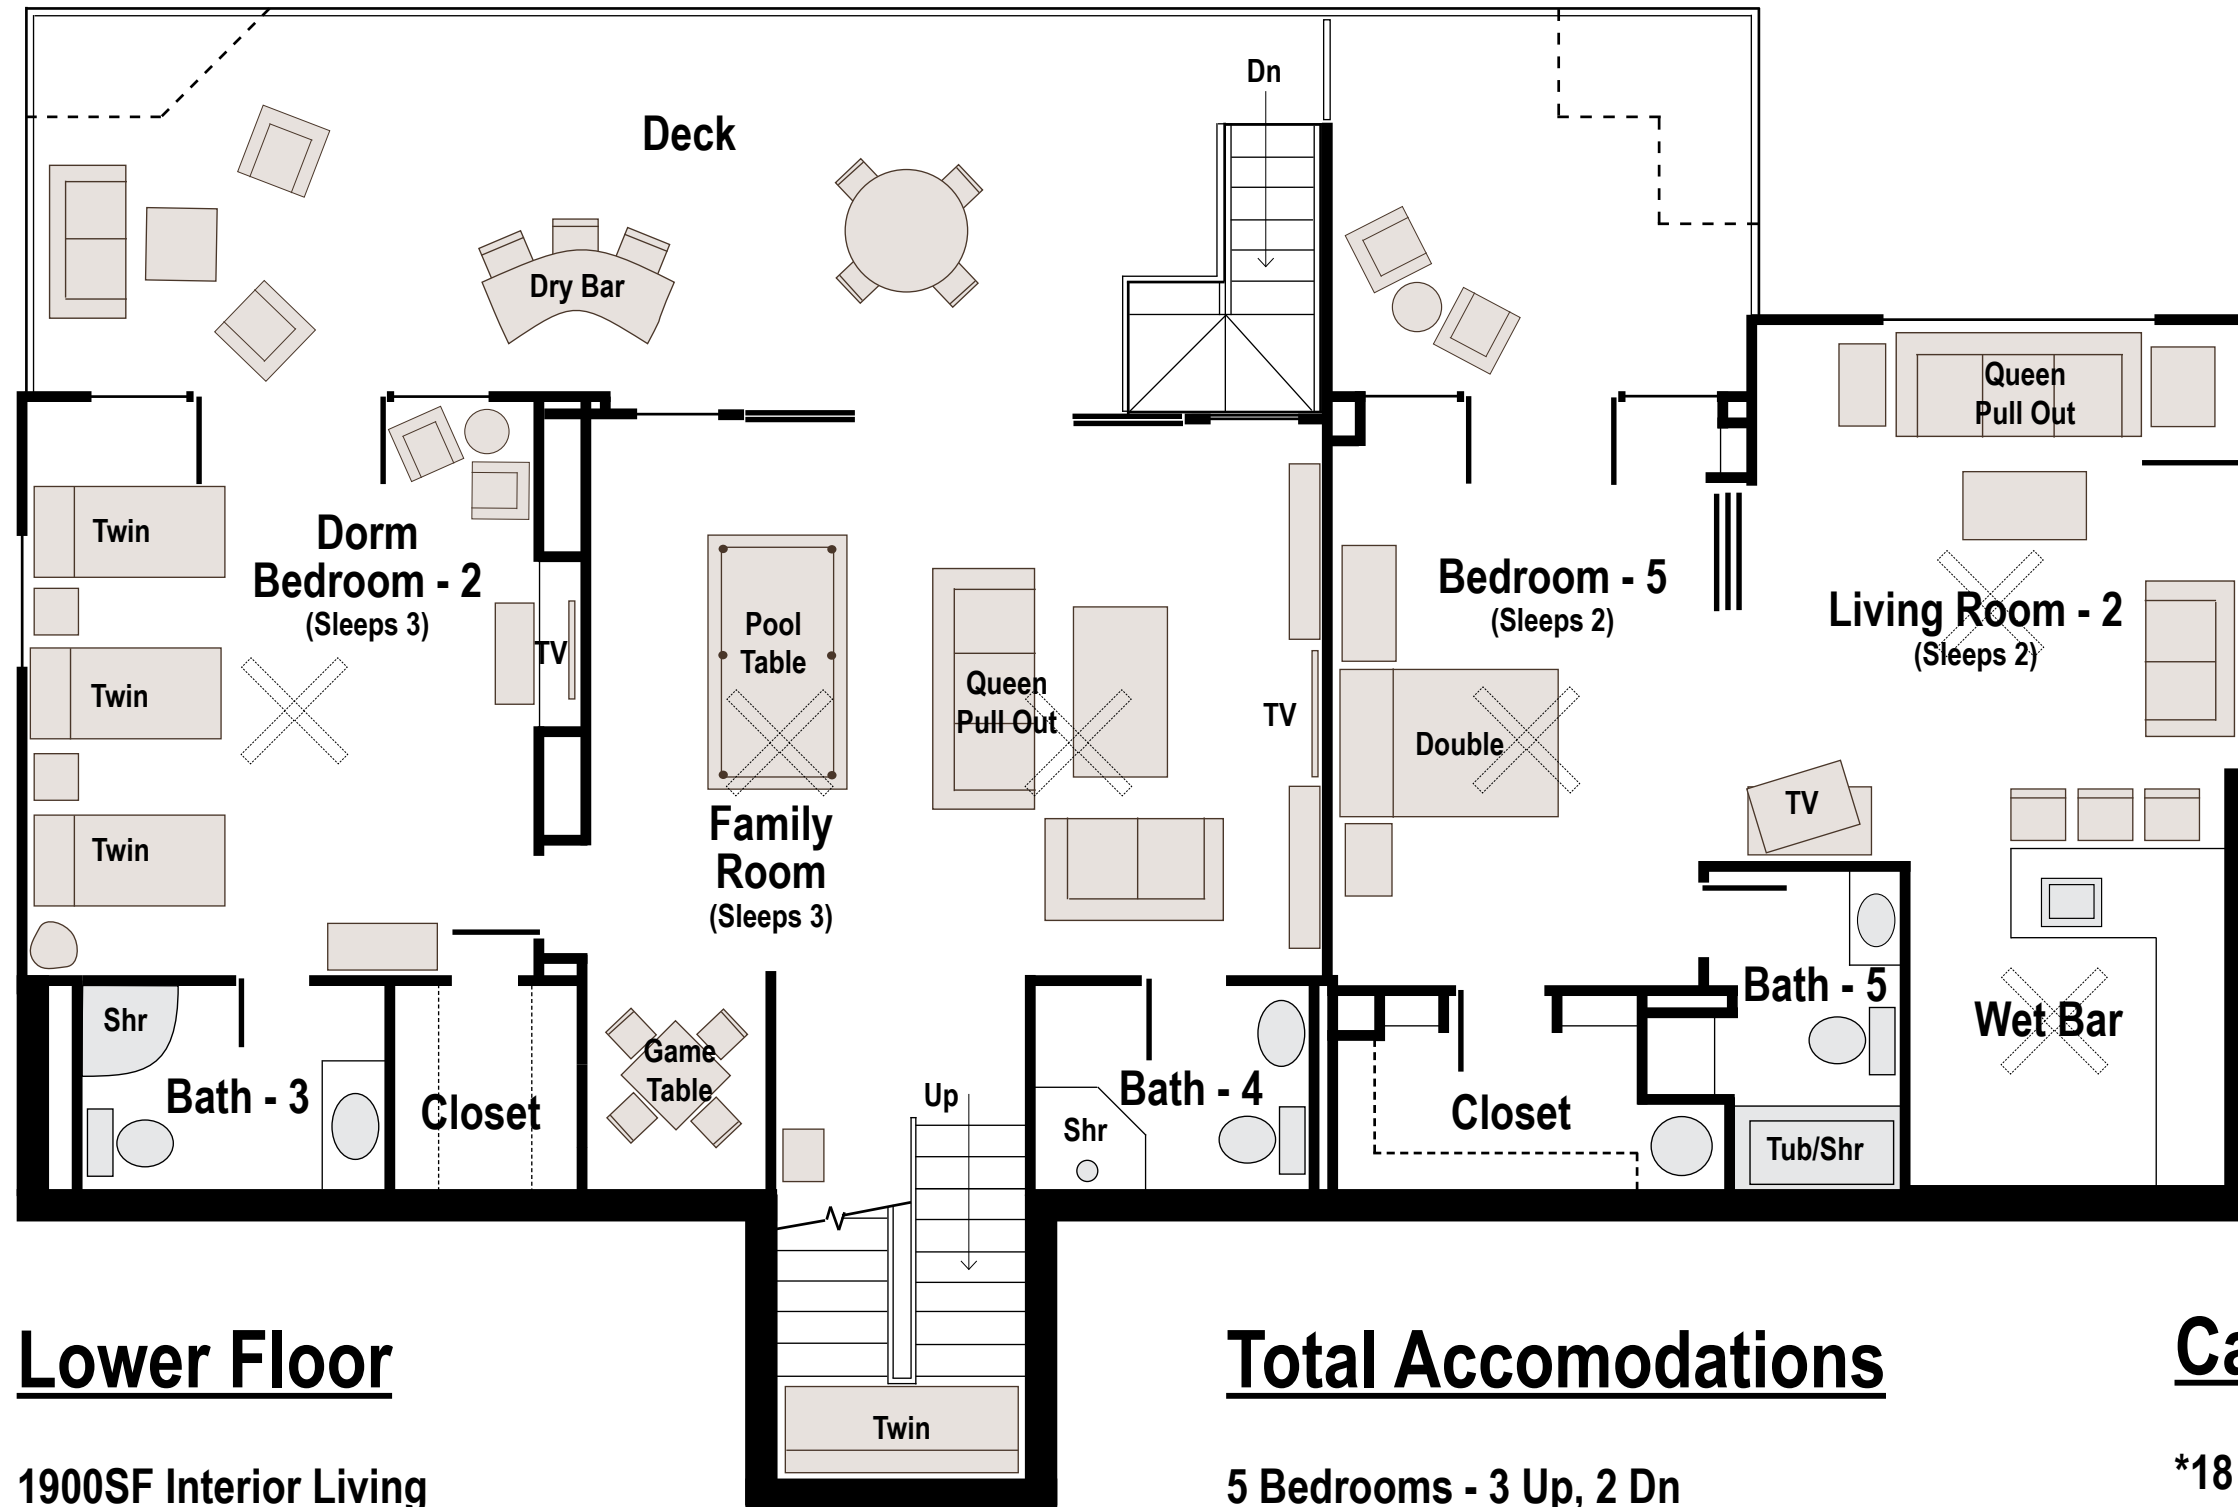 Dn
Deck
Dry Bar
Queen
Pull Out
Twin
Dorm
Bedroom - 2
(Sleeps 3)
TV
Twin
Twin
Pool
Table
Queen
Pull Out
TV
Family
Room
(Sleeps 3)
Bedroom - 5
(Sleeps 2)
Double
Living Room - 2
(Sleeps 2)
TV
Shr
Bath - 3
Closet
Game
Table
Up
Bath - 4
Shr
Closet
Bath - 5
Tub/Shr
Wet Bar
Twin
Lower Floor
1900SF Interior Living
Total Accomodations
5 Bedrooms - 3 Up, 2 Dn
*18